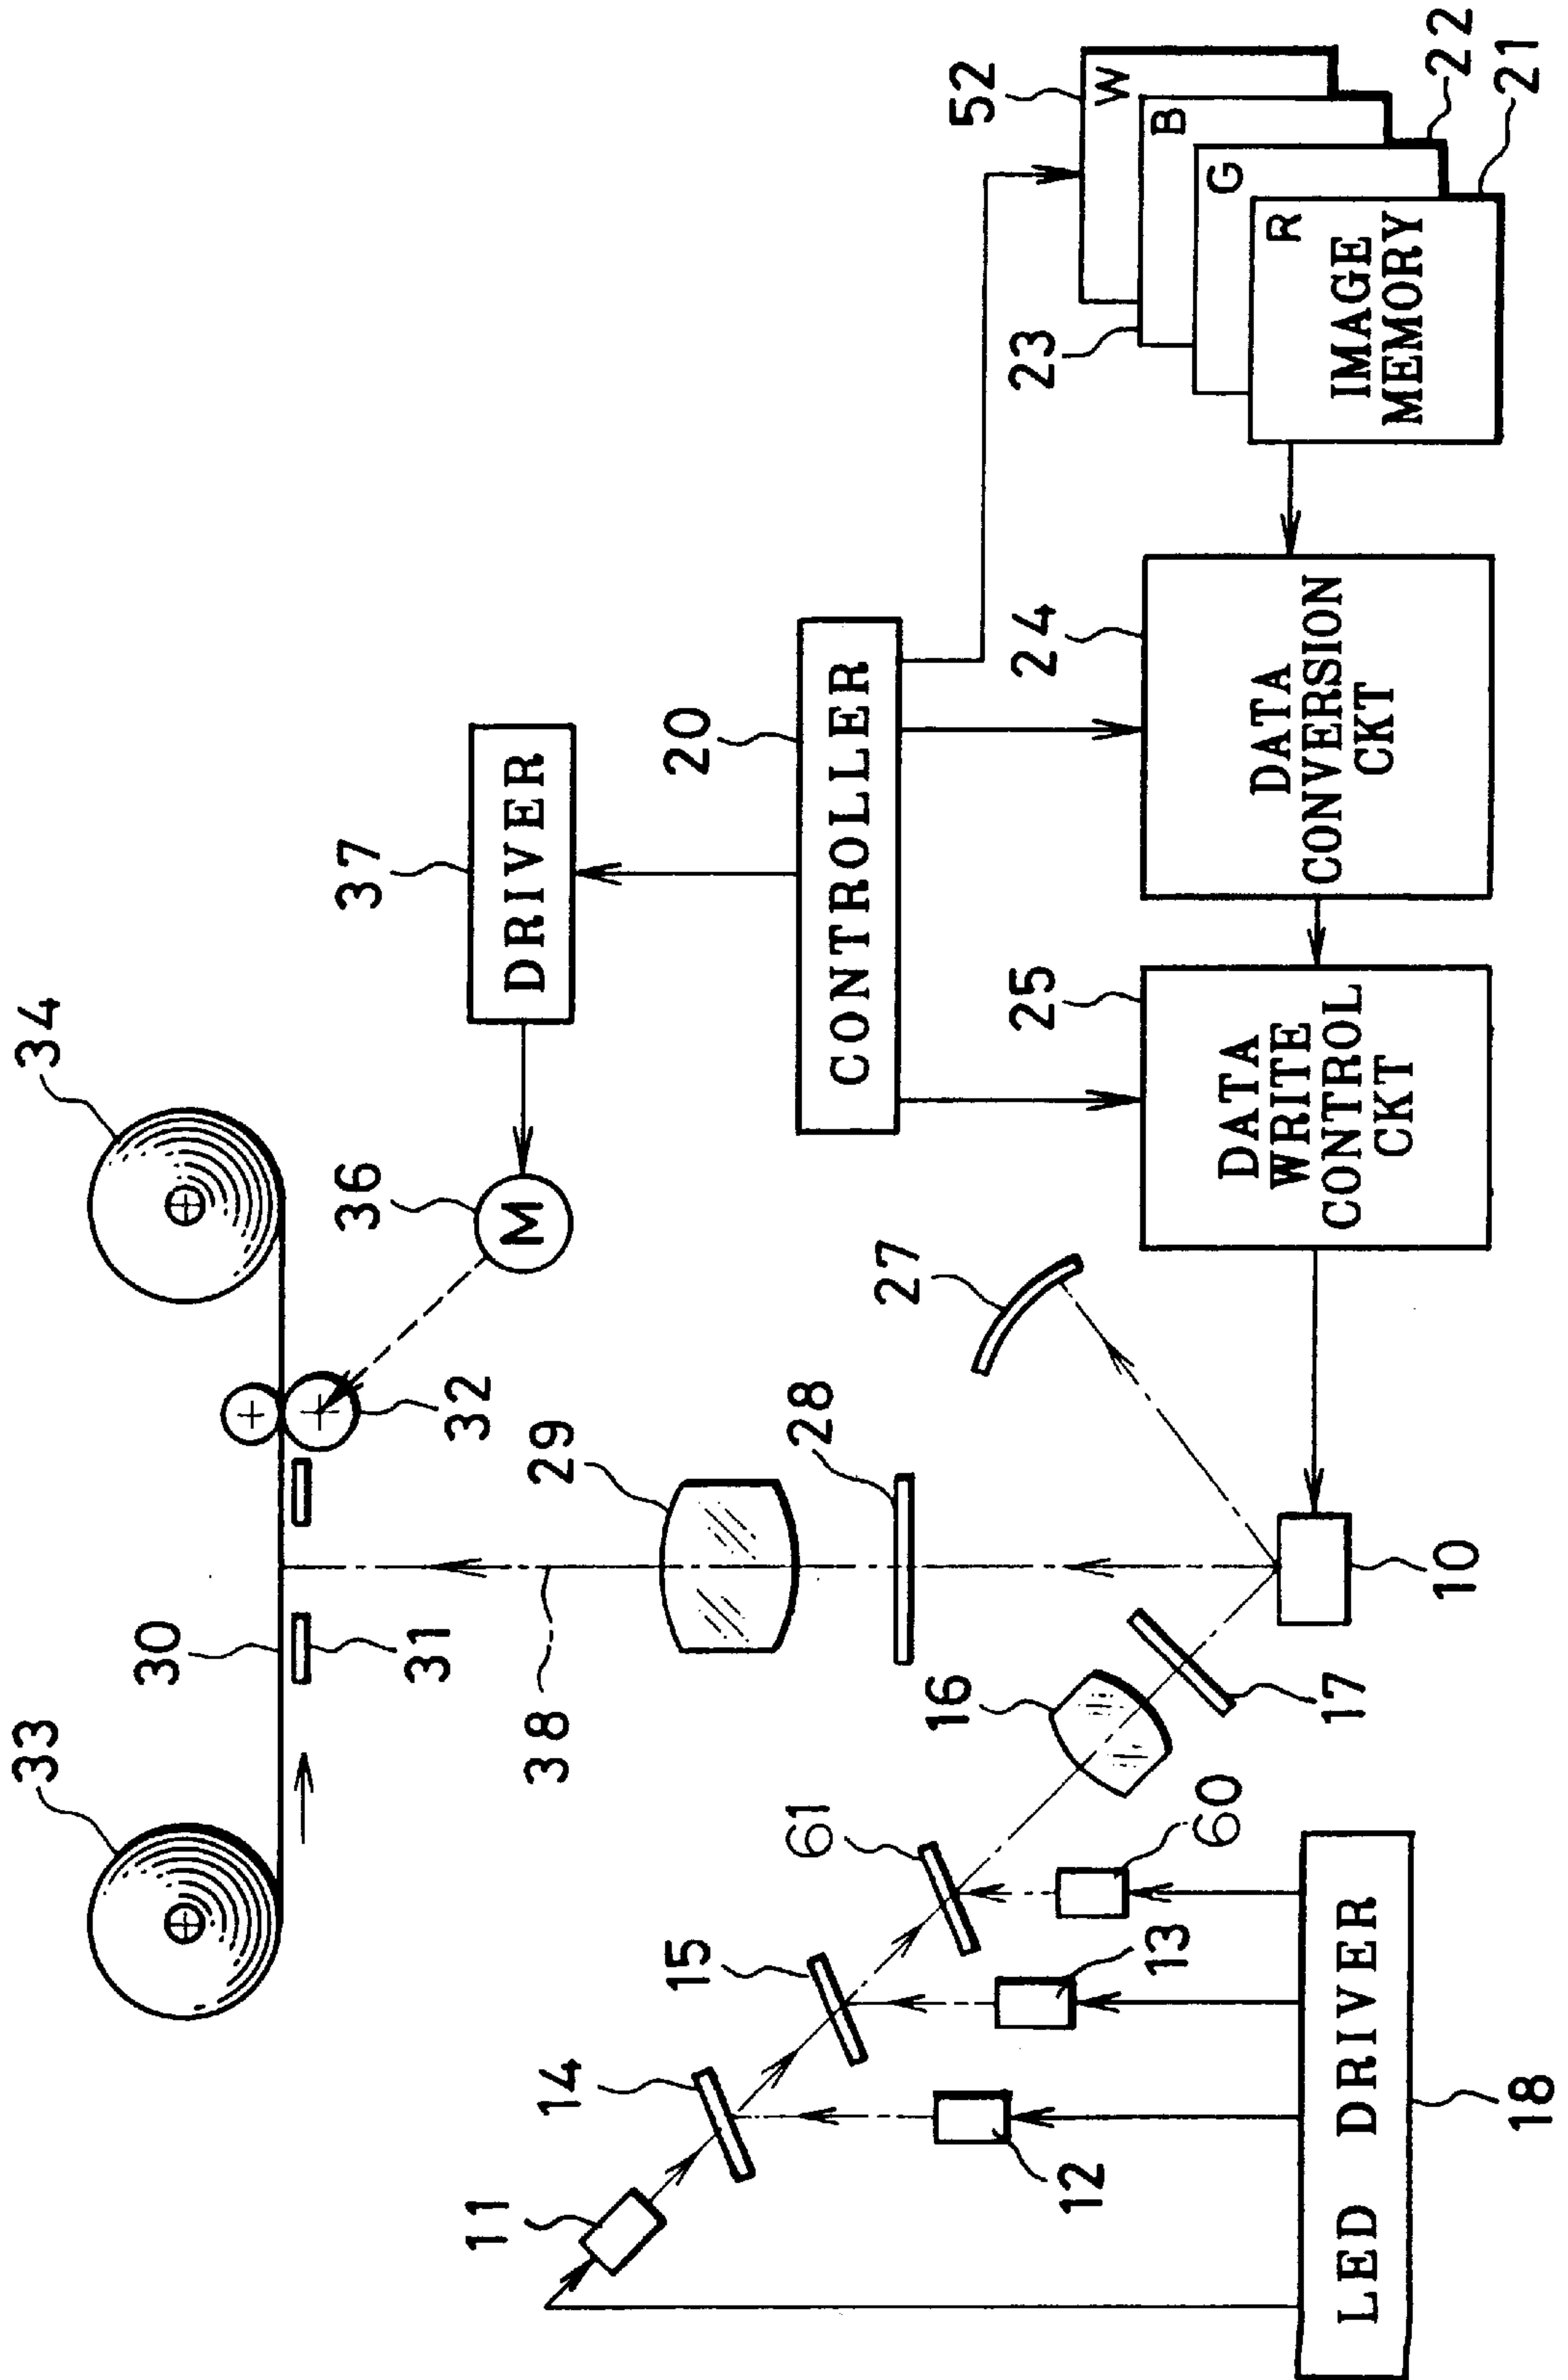 33
34
30
31
32
36
M
37
DRIVER
38
29
28
27
20
CONTROLLER
11
14
15
61
16
17
12
13
60
10
18
LED DRIVER
25
DATA
WRITE
CONTROL
CKT
24
DATA
CONVERSION
CKT
52
W
23
B
G
R
IMAGE
MEMORY
22
21